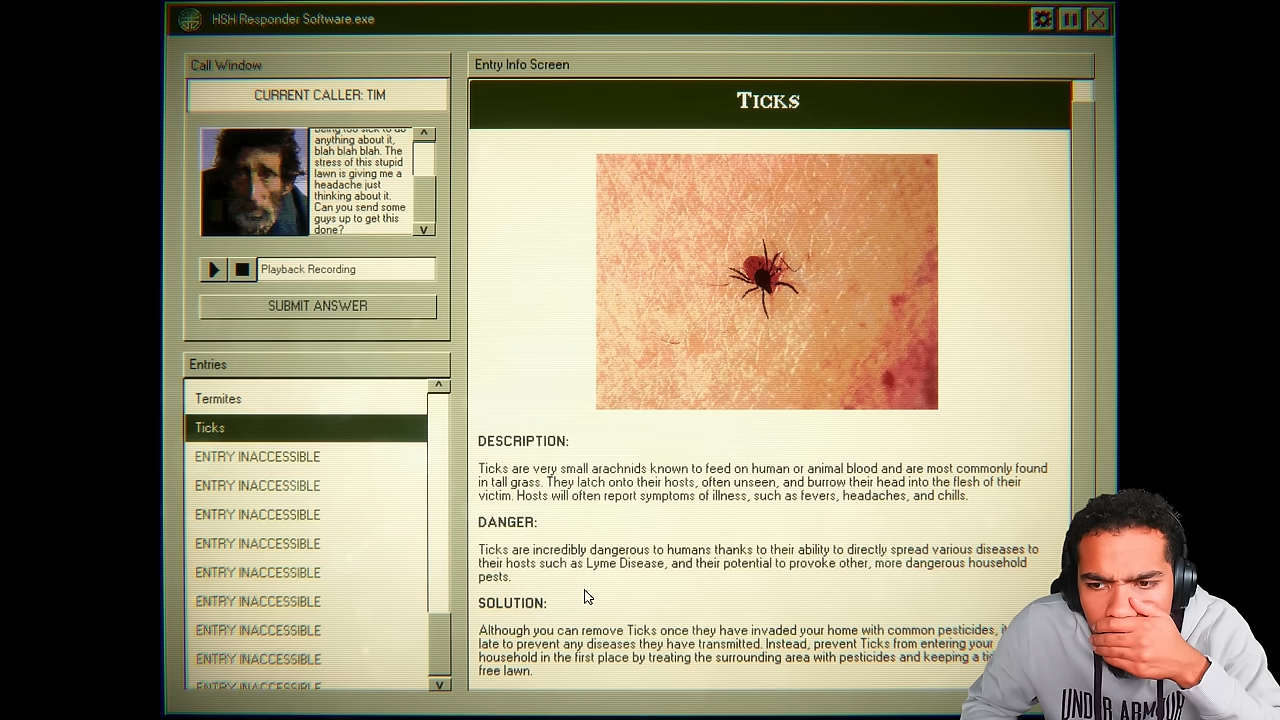 HSH Responder Software.exe
Call Window
CURRENT CALLER: TIM
being too sick to do
anything about it,
blah blah blah. The
stress of this stupid
lawn is giving me a
headache just
thinking about it.
Can you send some
guys up to get this
done?
Playback Recording
SUBMIT ANSWER
Entries
Termites
Ticks
ENTRY INACCESSIBLE
ENTRY INACCESSIBLE
ENTRY INACCESSIBLE
ENTRY INACCESSIBLE
ENTRY INACCESSIBLE
ENTRY INACCESSIBLE
ENTRY INACCESSIBLE
ENTRY INACCESSIBLE
ENTRY INACCESSIBLE
Entry Info Screen
TICKS
DESCRIPTION:
Ticks are very small arachnids known to feed on human or animal blood and are most commonly found
in tall grass. They latch onto their hosts, often unseen, and burrow their head into the flesh of their
victim. Hosts will often report symptoms of illness, such as fevers, headaches, and chills.
DANGER:
Ticks are incredibly dangerous to humans thanks to their ability to directly spread various diseases to
their hosts such as Lyme Disease, and their potential to provoke other, more dangerous household
pests.
SOLUTION:
Although you can remove Ticks once they have invaded your home with common pesticides,
late to prevent any diseases they have transmitted. Instead, prevent Ticks from entering your
household in the first place by treating the surrounding area with pesticides and keeping a
free lawn.
UNDER ARMOUR